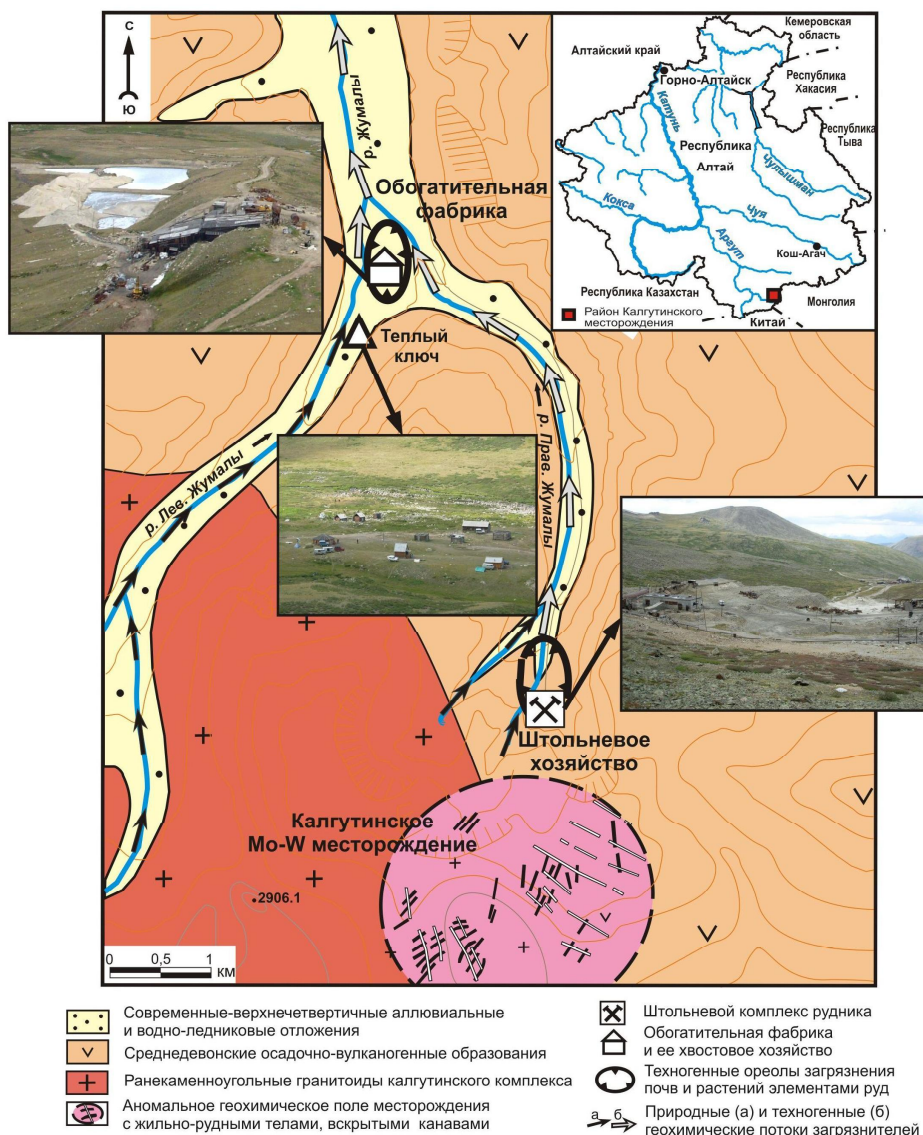 С
Ю
р. Жумалы
Обогатительная
фабрика
Теплый
ключ
р. Лев. Жумалы
р. Прав. Жумалы
Штольневое
хозяйство
Калгутинское
Mo-W месторождение
2906.1
0 0,5 1
км
Кемеровская
область
Алтайский край
Горно-Алтайск
Республика
Хакасия
Катунь
Республика
Тыва
Республика
Алтай
Чулышман
Кокса
Чуя
Аргут
Кош-Агач
Республика Казахстан
Монголия
Район Калгутинского
месторождения
Китай
Современные-верхнечетвертичные аллювиальные
и водно-ледниковые отложения
Среднедевонские осадочно-вулканогенные образования
Ранекаменноугольные гранитоиды калгутинского комплекса
Аномальное геохимическое поле месторождения
с жильно-рудными телами, вскрытыми канавами
Штольневой комплекс рудника
Обогатительная фабрика
и ее хвостовое хозяйство
Техногенные ореолы загрязнения
почв и растений элементами руд
а б Природные (а) и техногенные (б)
геохимические потоки загрязнителей